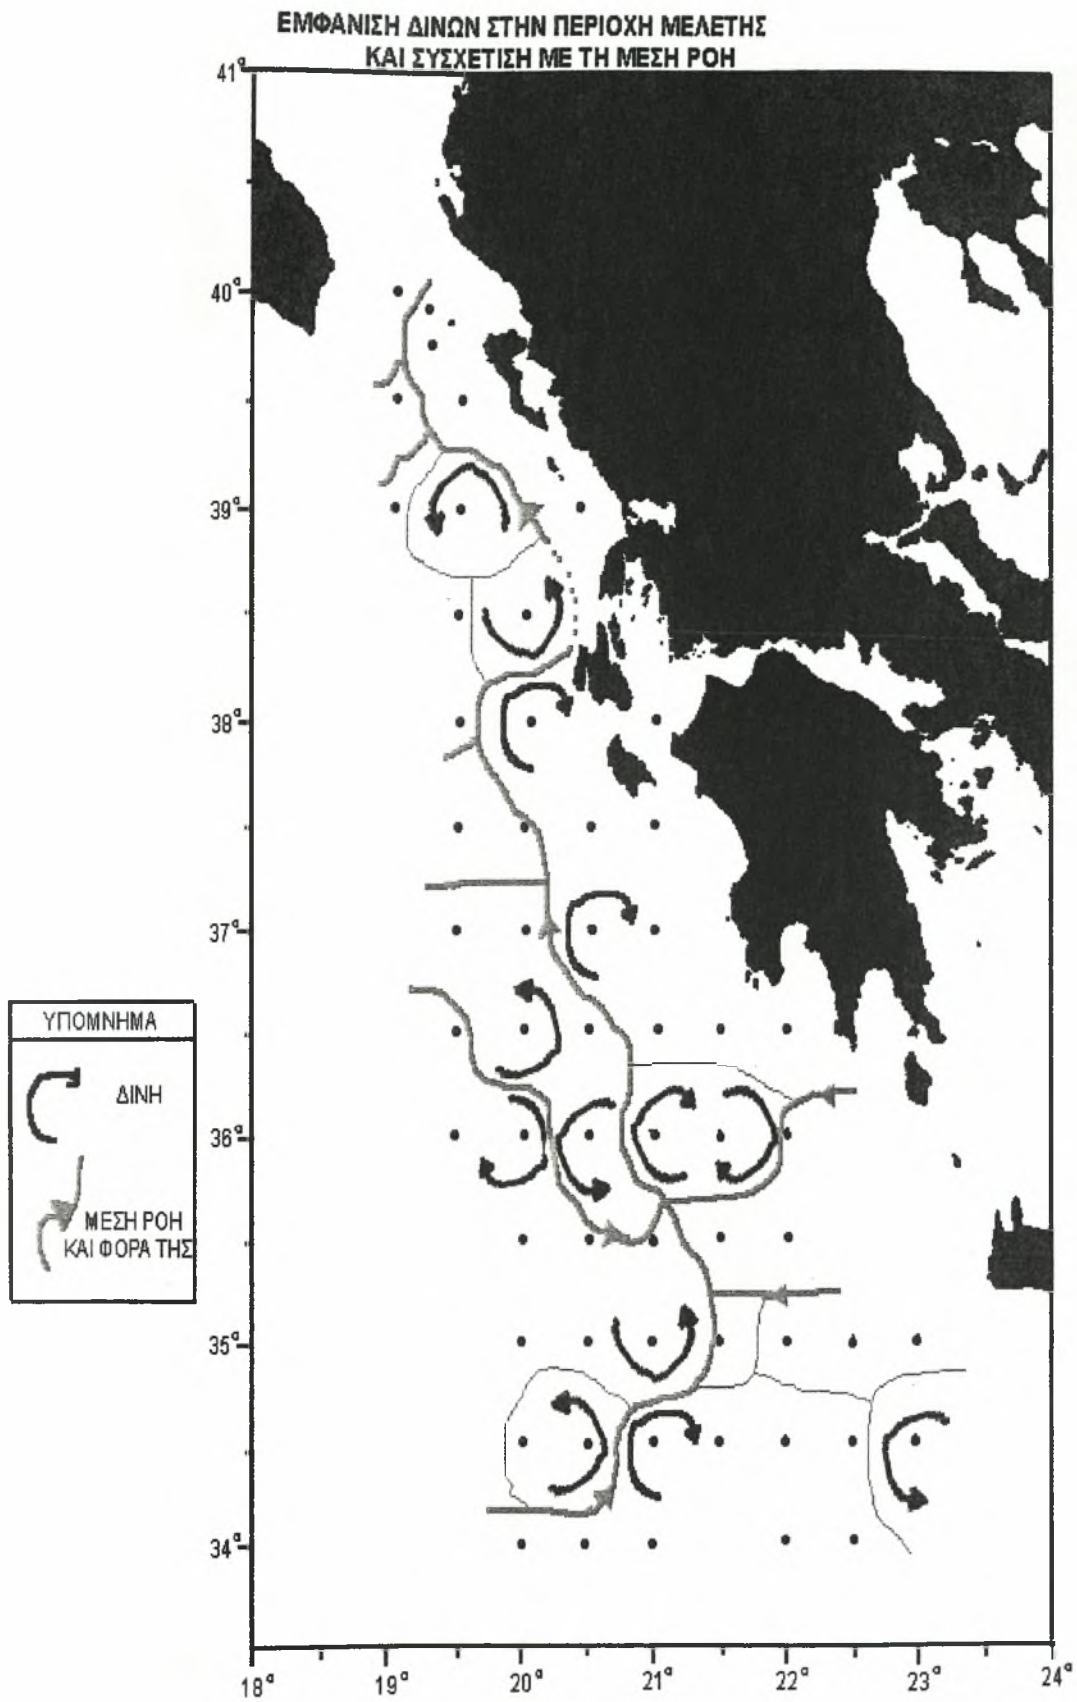 ΕΜΦΑΝΙΣΗ ΔΙΝΩΝ ΣΤΗΝ ΠΕΡΙΟΧΗ ΜΕΛΕΤΗΣ
ΚΑΙ ΣΥΣΧΕΤΙΣΗ ΜΕ ΤΗ ΜΕΣΗ ΡΟΗ
41°
40°
39°
38°
37°
36°
35°
34°
18° 19° 20° 21° 22° 23° 24°
ΥΠΟΜΝΗΜΑ
ΔΙΝΗ
ΜΕΣΗ ΡΟΗ
ΚΑΙ ΦΟΡΑ ΤΗΣ